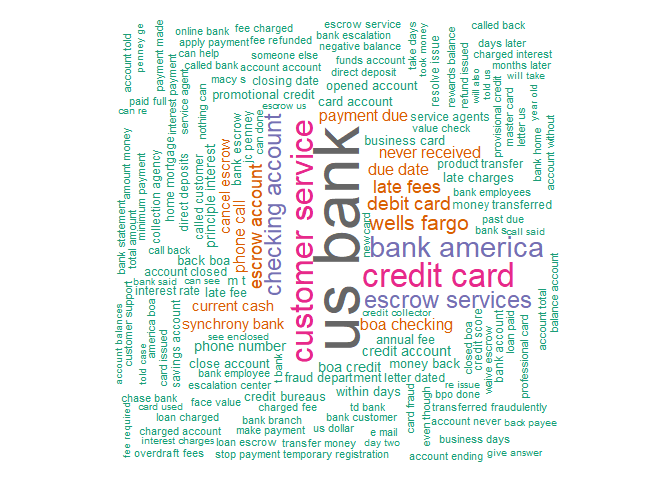 online bank
fee charged
escrow service
called back
apply payment
fee refunded
bank escalation
can help
someone else
negative balance
days later
called bank
account account
funds account
charged interest
macy s
closing date
direct deposit
months later
promotional credit
opened account
will take
paid full
escrow us
card account
can re
payment due
service agents
value check
business card
never received
product transfer
due date
late charges
late fees
bank employees
debit card
money transferred
wells fargo
past due
bank s
call said
call back
back boa
bank america
account closed
bank said
can see
m t
credit card
interest rate
late fee
escrow services
current cash
credit collector
synchrony bank
boa checking
see enclosed
annual fee
phone number
credit account
close account
boa credit
money back
bank employee
fraud department
letter dated
re issue
escalation center
within days
bpo done
chase bank
face value
credit bureaus
card used
charged fee
td bank
transferred fraudulently
loan charged
bank branch
bank customer
account never
back payee
charged account
make payment
us dollar
e mail
interest charges
loan escrow
transfer money
day two
business days
overdraft fees
stop payment
temporary registration
account ending
give answer
account told
penney ge
payment made
interest payment
service agent
nothing can
amount money
bank statement
total amount
minimum payment
collection agency
home mortgage
direct deposits
called customer
principle interest
cancel escrow
phone call
bank escrow
jc penney
can done
escrow account
checking account
customer service
us bank
new card
take days
took money
resolve issue
rewards balance
refund issued
will also
told us
provisional credit
master card
letter us
year old
bank home
account without
account balances
customer support
america boa
told case
card issued
savings account
fee required
t bank
card fraud
even though
closed boa
credit score
waive escrow
bank account
loan paid
professional card
account total
balance account